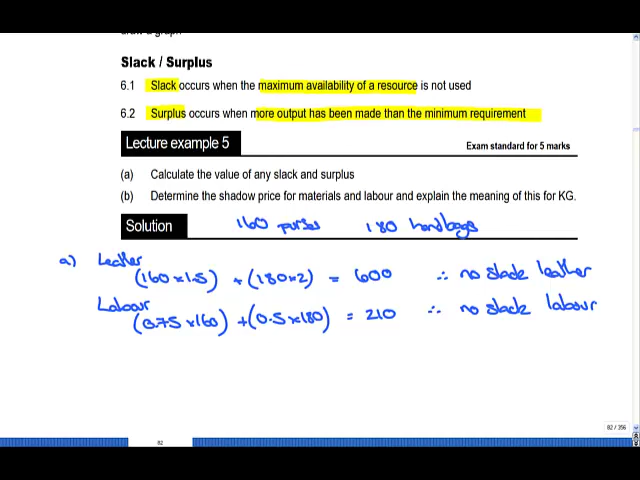 draw a graph
Slack / Surplus
6.1 Slack occurs when the maximum availability of a resource is not used
6.2 Surplus occurs when more output has been made than the minimum requirement
Lecture example 5 Exam standard for 5 marks
(a) Calculate the value of any slack and surplus
(b) Determine the shadow price for materials and labour and explain the meaning of this for KG.
Solution 160 purses 180 handbags
a) Leather
(160 x 1.5) + (180 x 2) = 600 ∴ no slack leather
Labour
(0.75 x 160) + (0.5 x 180) = 210 ∴ no slack labour
82 / 356
82